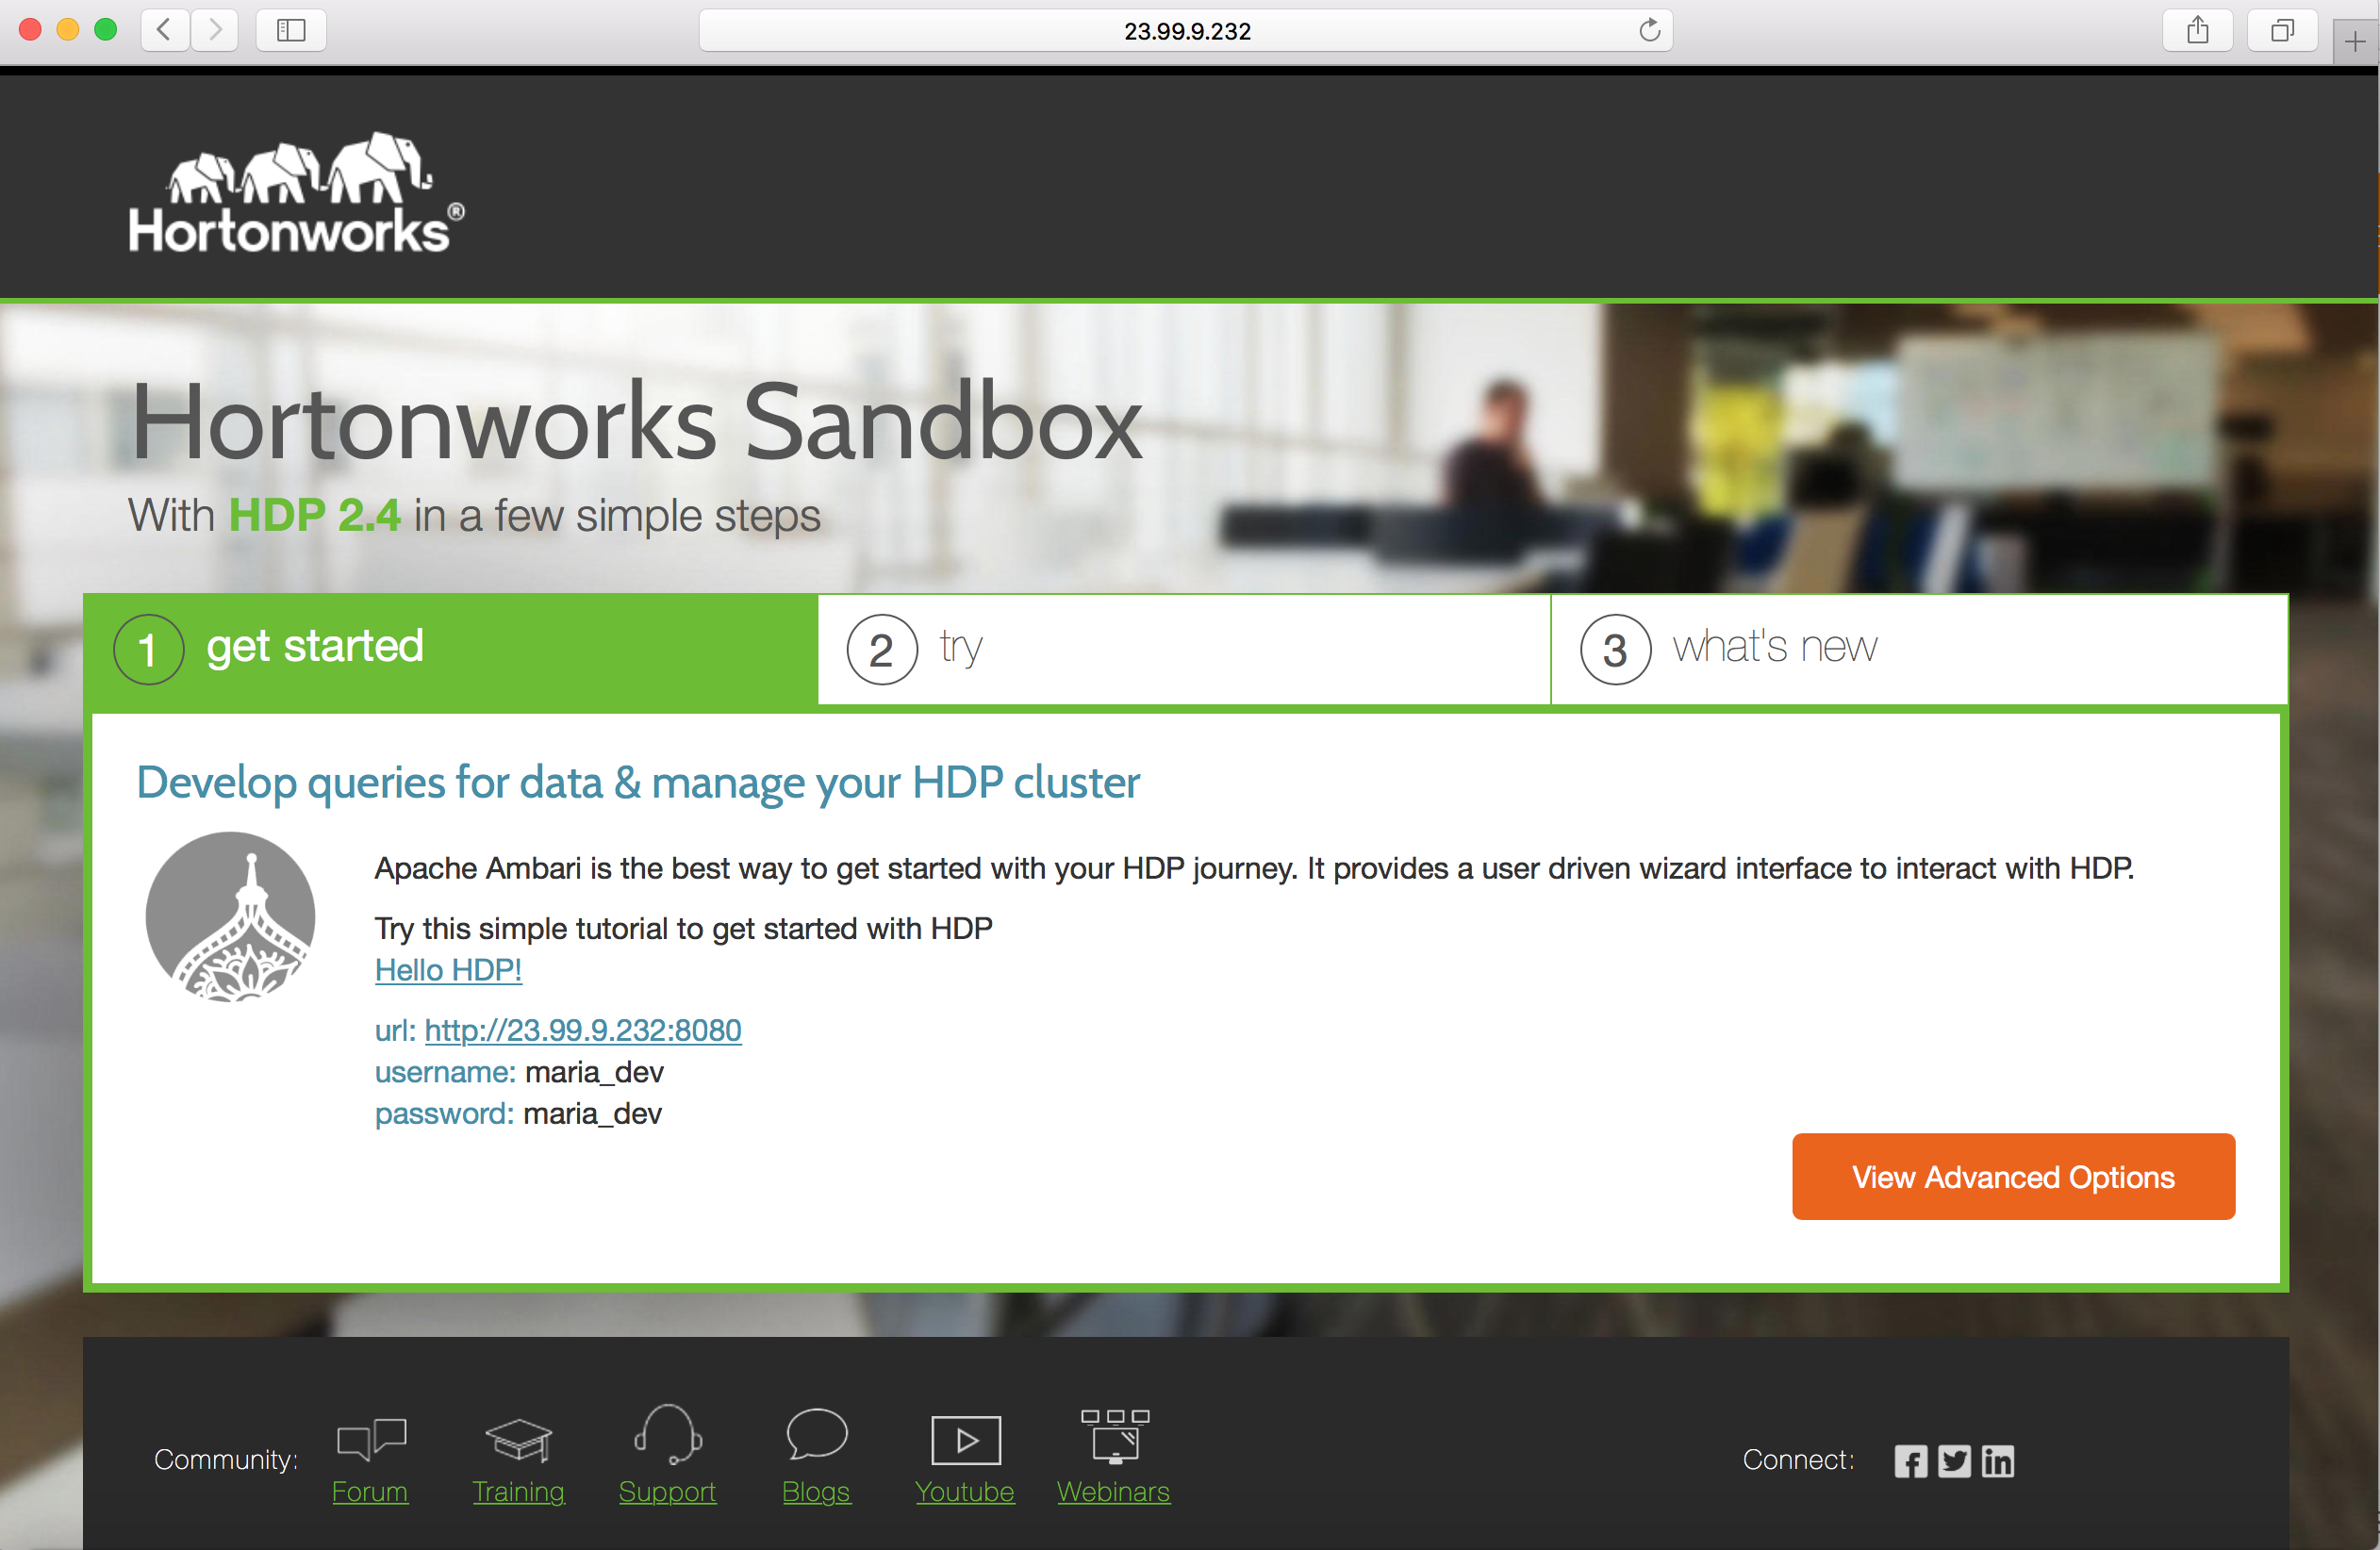 23.99.9.232
Hortonworks®
Hortonworks Sandbox
With HDP 2.4 in a few simple steps
1 get started
2 try
3 what's new
Develop queries for data & manage your HDP cluster
Apache Ambari is the best way to get started with your HDP journey. It provides a user driven wizard interface to interact with HDP.
Try this simple tutorial to get started with HDP
Hello HDP!
url: http://23.99.9.232:8080
username: maria_dev
password: maria_dev
View Advanced Options
Community:
Forum
Training
Support
Blogs
Youtube
Webinars
Connect: